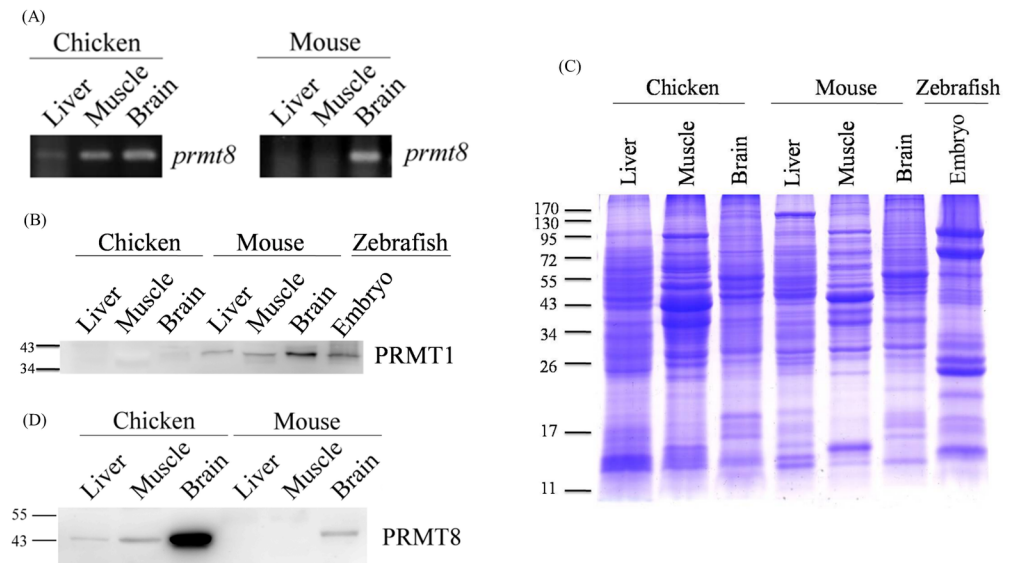 (A)
Chicken Mouse
Liver Muscle Brain Liver Muscle Brain
prmt8 prmt8
(B)
Chicken Mouse Zebrafish
Liver Muscle Brain Liver Muscle Brain Embryo
43
34
PRMT1
(D)
Chicken Mouse
Liver Muscle Brain Liver Muscle Brain
55
43
PRMT8
(C)
Chicken Mouse Zebrafish
Liver Muscle Brain Liver Muscle Brain Embryo
170
130
95
72
55
43
34
26
17
11